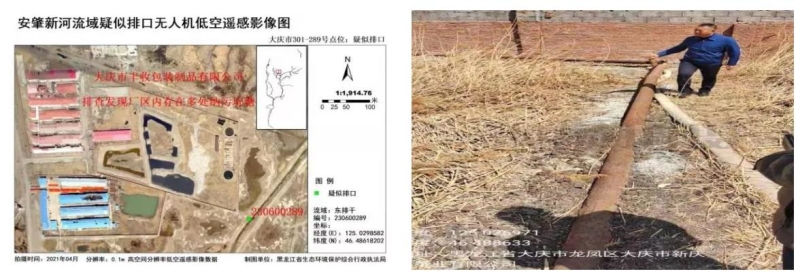 安肇新河流域疑似排口无人机低空遥感影像图
大庆市301-289号点位：疑似排口
大庆市丰收包装制品有限公司
排查发现厂区内存在多处
230600289
N
1:1,914.76
0 25 50 100
米
图 例
疑似排口
流域：东排干
编号：230600289
坐标：
经度(E)：125.0298582
纬度(N)：46.48618202
拍摄时间：2021年04月 分辨率：0.1m 高空间分辨率低空遥感影像数据
制图单位：黑龙江省生态环境保护综合行政执法局
46.488633
黑龙江省大庆市龙凤区大庆市新庆